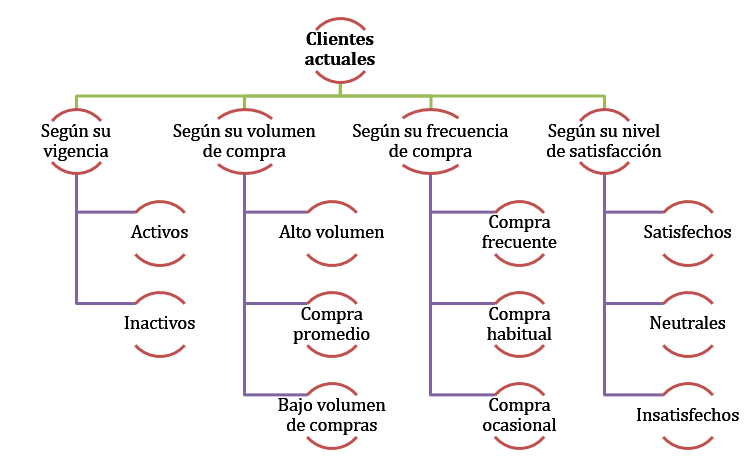 Clientes
actuales
Según su
vigencia
Según su volumen
de compra
Según su frecuencia
de compra
Según su nivel
de satisfacción
Activos
Inactivos
Alto volumen
Compra
promedio
Bajo volumen
de compras
Compra
frecuente
Compra
habitual
Compra
ocasional
Satisfechos
Neutrales
Insatisfechos